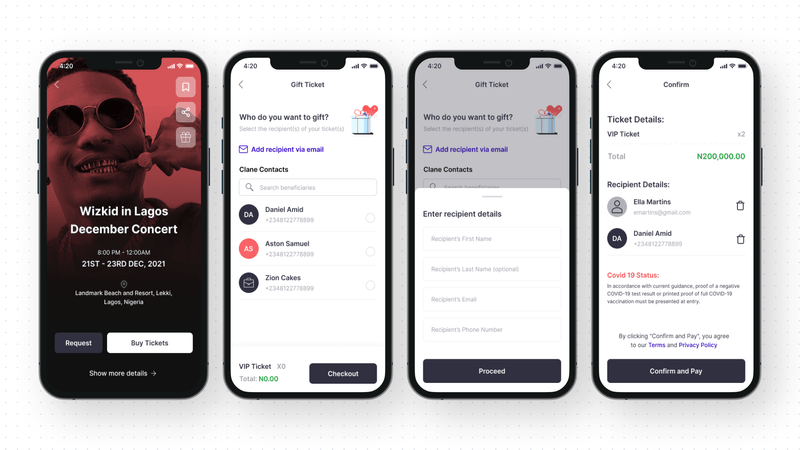 4:20
Wizkid in Lagos
December Concert
8:00 PM - 12:00AM
21ST - 23RD DEC, 2021
Landmark Beach and Resort, Lekki,
Lagos, Nigeria
Request
Buy Tickets
Show more details →
4:20
Gift Ticket
Who do you want to gift?
Select the recipient(s) of your ticket(s)
Add recipient via email
Clane Contacts
Search beneficiaries
DA
Daniel Amid
+2348122778899
AS
Aston Samuel
+2348122778899
Zion Cakes
+2348122778899
VIP Ticket X0
Total: N0.00
Checkout
4:20
Gift Ticket
Who do you want to gift?
Select the recipient(s) of your ticket(s)
Add recipient via email
Clane Contacts
Search beneficiaries
Enter recipient details
Recipient's First Name
Recipient's Last Name (optional)
Recipient's Email
Recipient's Phone Number
Proceed
4:20
Confirm
Ticket Details:
VIP Ticket x2
Total N200,000.00
Recipient Details:
Ella Martins
emartins@gmail.com
DA
Daniel Amid
+2348122778899
Covid 19 Status:
In accordance with current guidance, proof of a negative
COVID-19 test result or printed proof of full COVID-19
vaccination must be presented at entry.
By clicking "Confirm and Pay", you agree
to our Terms and Privacy Policy
Confirm and Pay